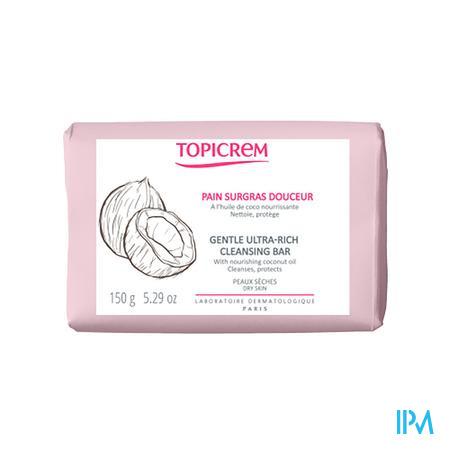 TOPICREM
PAIN SURGRAS DOUCEUR
A l'huile de coco nourrissante
Nettoie, protège
GENTLE ULTRA-RICH
CLEANSING BAR
With nourishing coconut oil
Cleanses, protects
PEAUX SÈCHES
DRY SKIN
150 g 5.29 oz
LABORATOIRE DERMATOLOGIQUE
PARIS
IPM